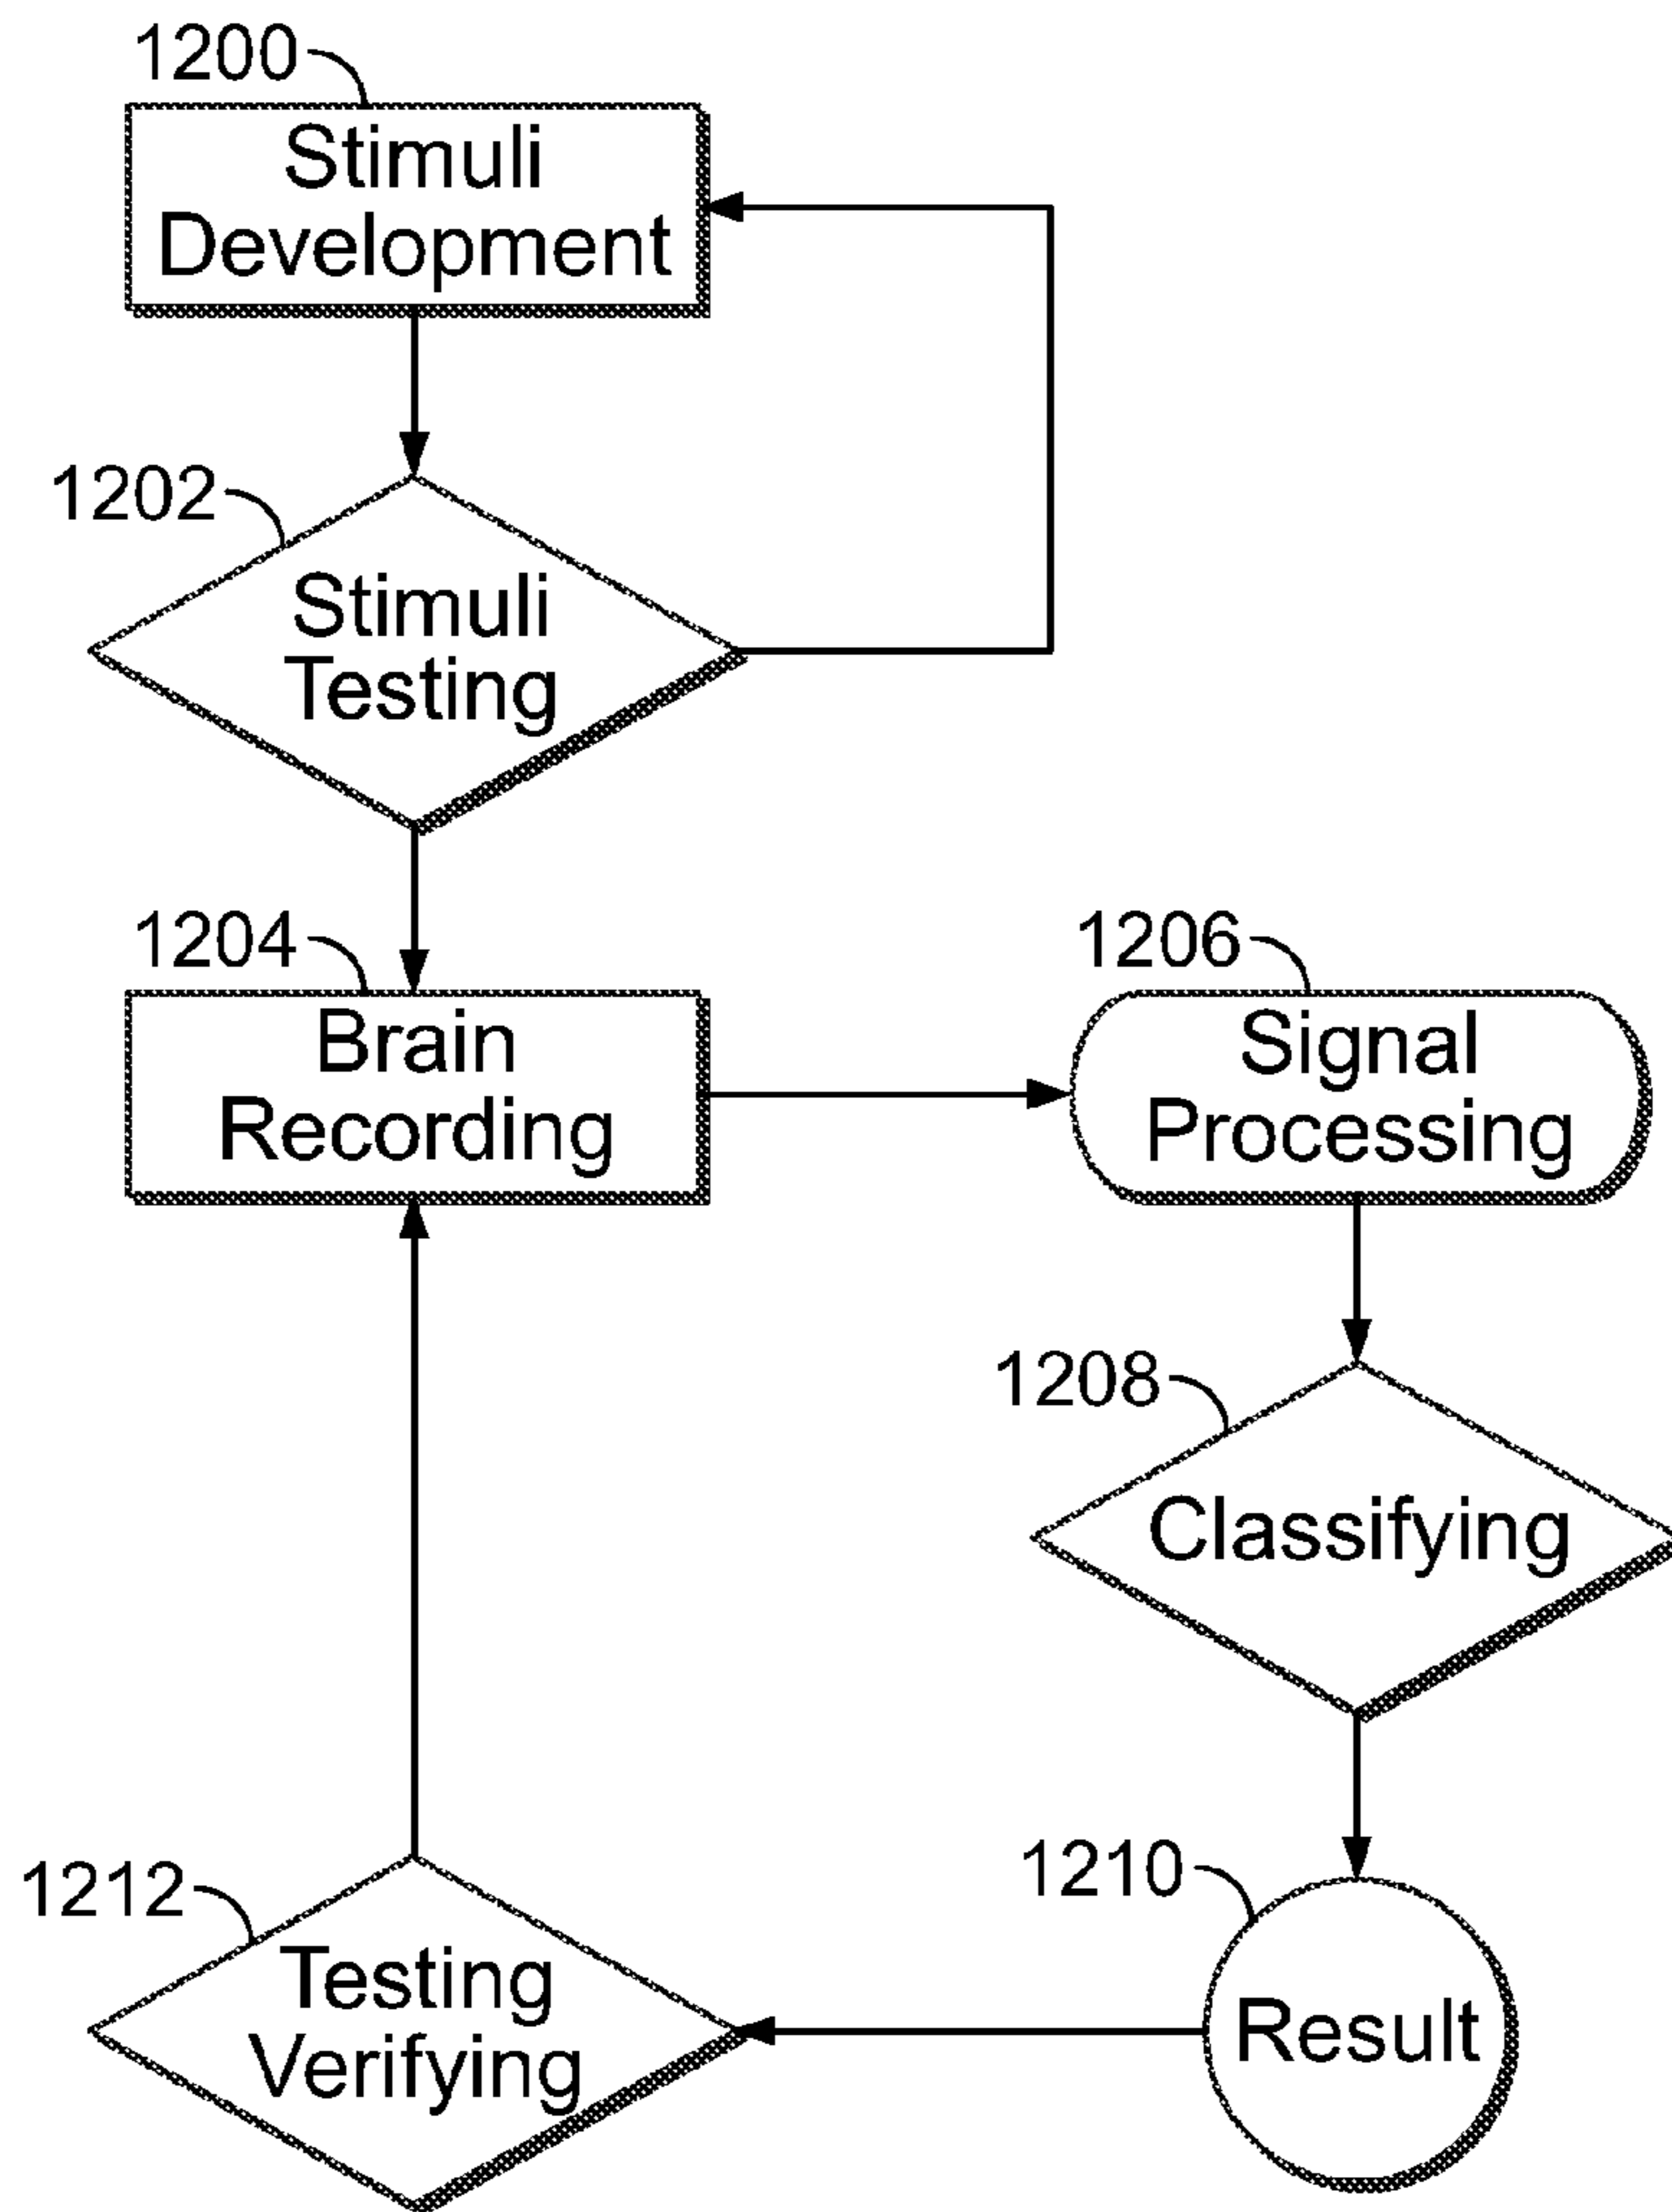 1200
Stimuli
Development
1202
Stimuli
Testing
1204
Brain
Recording
1206
Signal
Processing
1208
Classifying
1210
Result
1212
Testing
Verifying